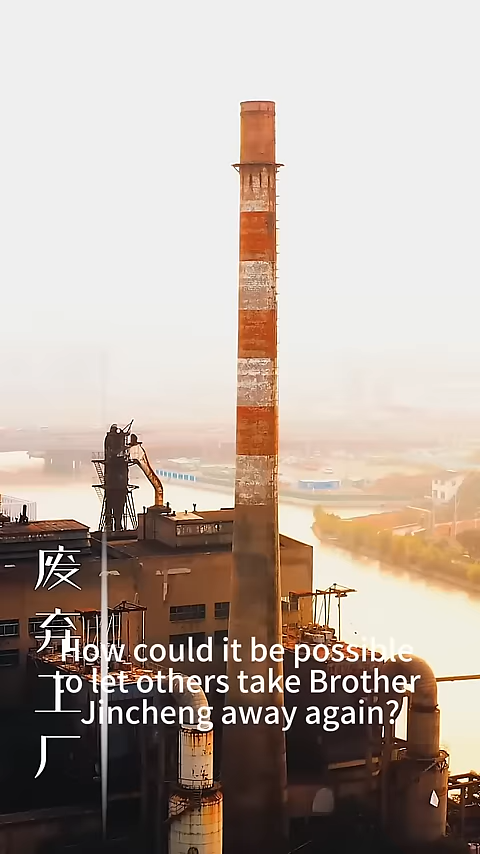 废弃工厂
How could it be possible
to let others take Brother
Jincheng away again?